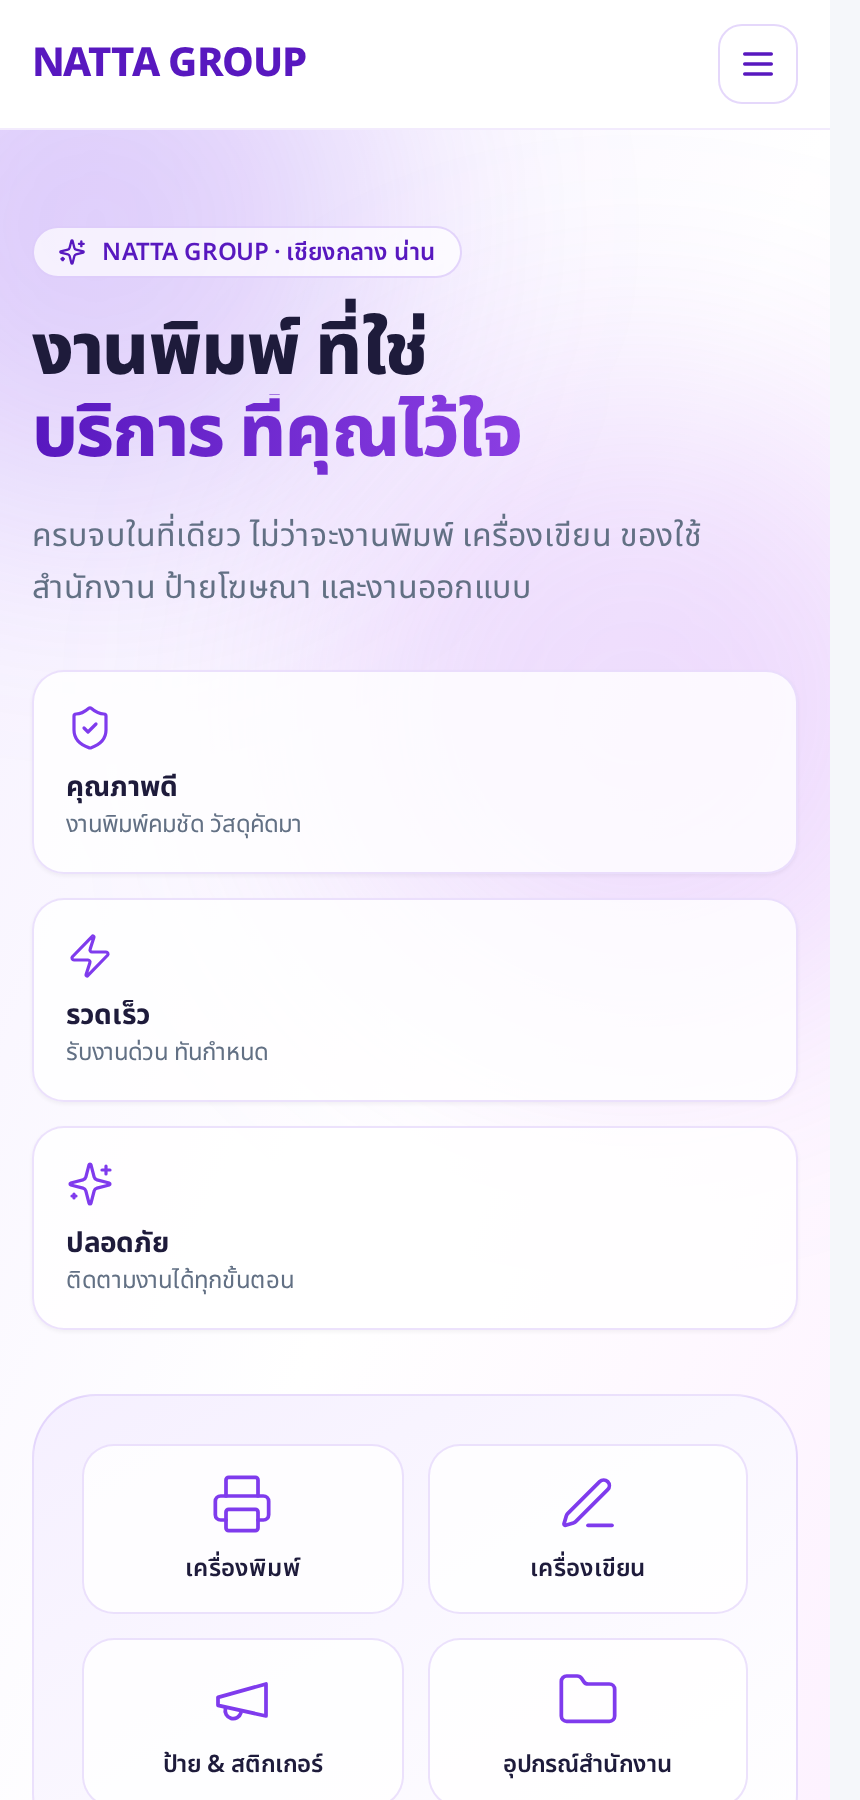 NATTA GROUP
NATTA GROUP · เชียงกลาง น่าน
งานพิมพ์ ที่ใช่
บริการ ที่คุณไว้ใจ
ครบจบในที่เดียว ไม่ว่าจะงานพิมพ์ เครื่องเขียน ของใช้
สำนักงาน ป้ายโฆษณา และงานออกแบบ
คุณภาพดี
งานพิมพ์คมชัด วัสดุคัดมา
รวดเร็ว
รับงานด่วน ทันกำหนด
ปลอดภัย
ติดตามงานได้ทุกขั้นตอน
เครื่องพิมพ์
เครื่องเขียน
ป้าย & สติกเกอร์
อุปกรณ์สำนักงาน